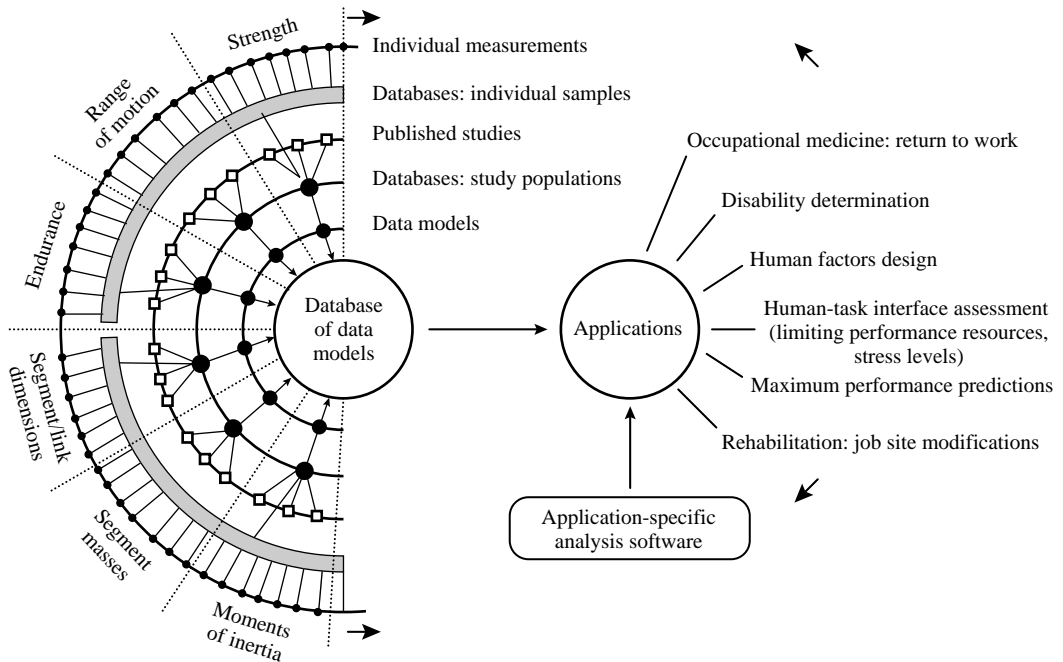 Strength
Range
of motion
Endurance
Segment/link
dimensions
Segment
masses
Moments
of inertia
Individual measurements
Databases: individual samples
Published studies
Databases: study populations
Data models
Database
of data
models
Applications
Application-specific
analysis software
Occupational medicine: return to work
Disability determination
Human factors design
Human-task interface assessment
(limiting performance resources,
stress levels)
Maximum performance predictions
Rehabilitation: job site modifications